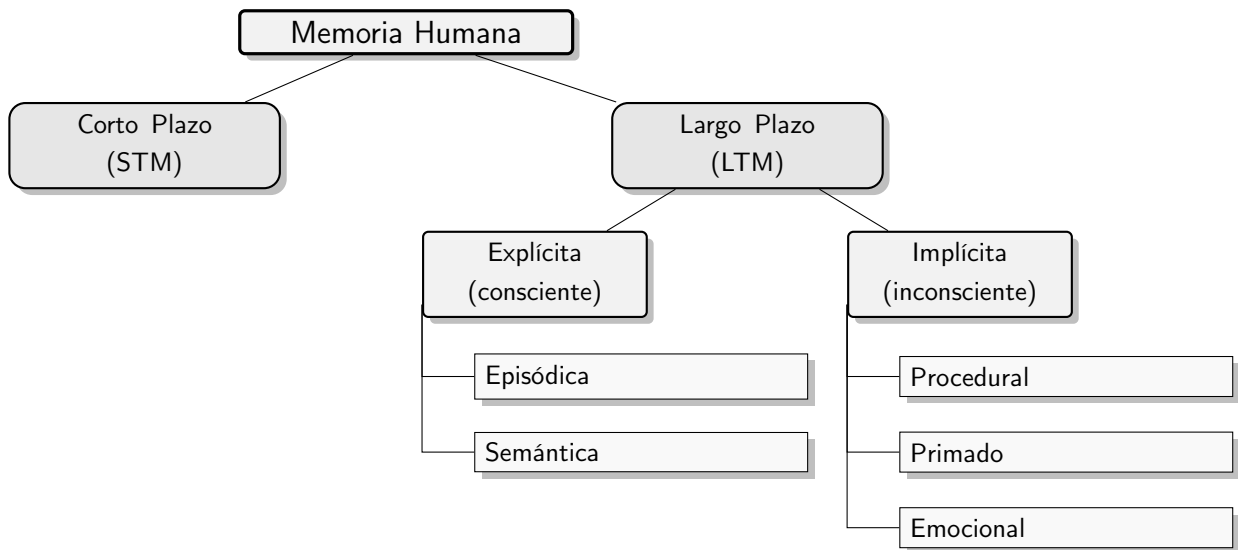 Memoria Humana
Corto Plazo
(STM)
Largo Plazo
(LTM)
Explícita
(consciente)
Implícita
(inconsciente)
Episódica
Semántica
Procedural
Primado
Emocional